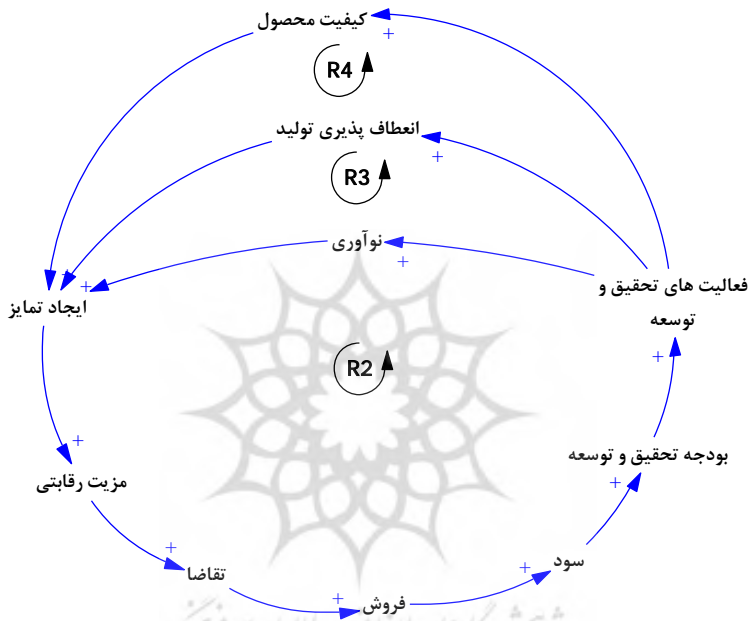 کیفیت محصول
+
R4
انعطاف پذیری تولید
+
R3
نوآوری
+
فعالیت های تحقیق و
توسعه
+
+
ایجاد تمایز
+
R2
+
مزیت رقابتی
+
بودجه تحقیق و توسعه
+
تقاضا
+
سود
+
فروش
+